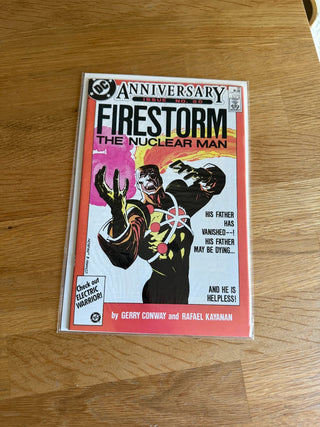 DC
ANNIVERSARY
ISSUE NO. 50
FIRESTORM
THE NUCLEAR MAN
HIS FATHER
HAS
VANISHED--!
HIS FATHER
MAY BE DYING...
AND HE IS
HELPLESS!
Check out
ELECTRIC
WARRIOR!
DC
by GERRY CONWAY and RAFAEL KAYANAN